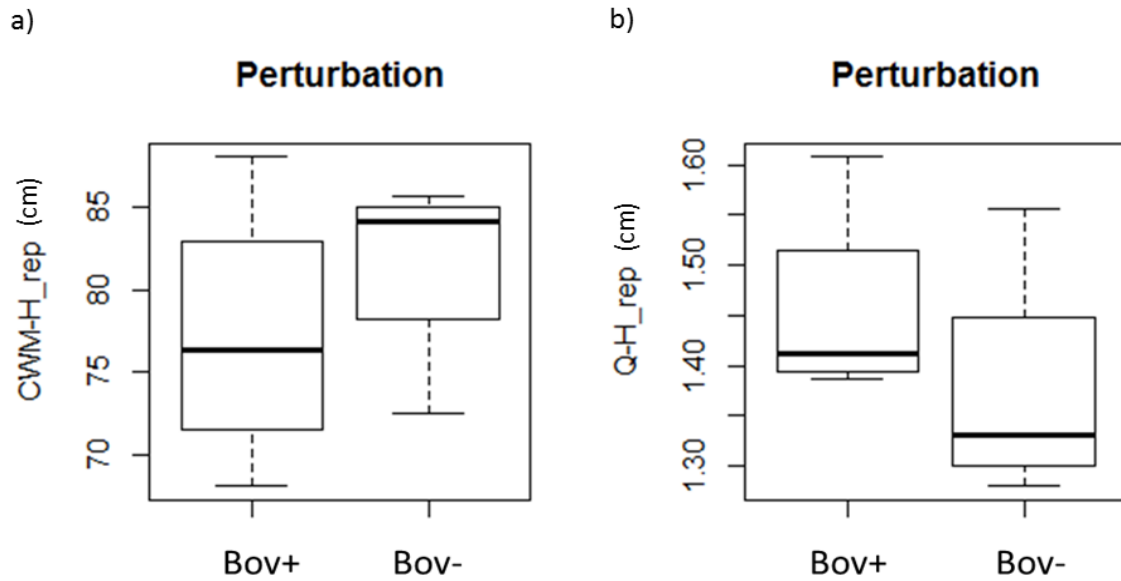 a)
Perturbation
CWM-H_rep (cm)
85
80
75
70
Bov+ Bov-
b)
Perturbation
Q-H_rep (cm)
1.60
1.50
1.40
1.30
Bov+ Bov-